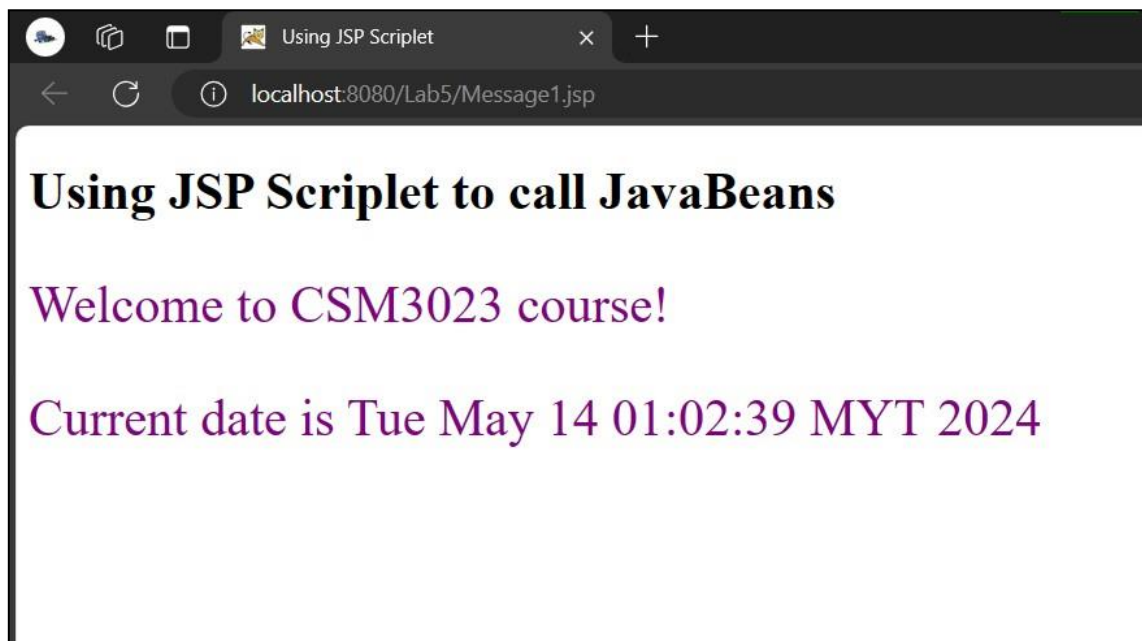 Using JSP Scriplet
localhost:8080/Lab5/Message1.jsp
Using JSP Scriplet to call JavaBeans
Welcome to CSM3023 course!
Current date is Tue May 14 01:02:39 MYT 2024